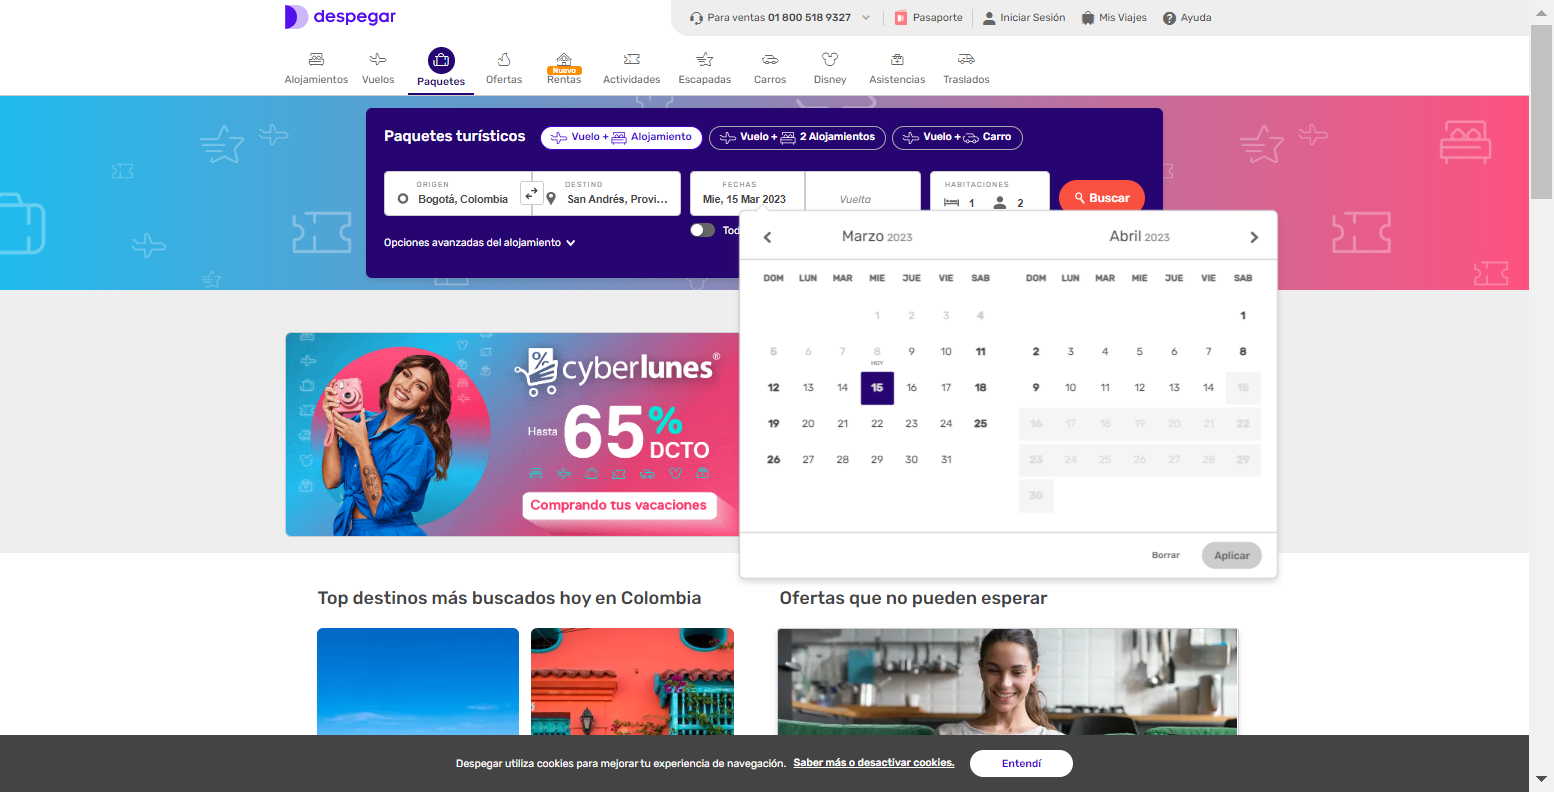 despegar
Para ventas 01 800 518 9327
Pasaporte
Iniciar Sesión
Mis Viajes
Ayuda
Alojamientos
Vuelos
Paquetes
Ofertas
Nuevo
Rentas
Actividades
Escapadas
Carros
Disney
Asistencias
Traslados
Paquetes turísticos
Vuelo + Alojamiento
Vuelo + 2 Alojamientos
Vuelo + Carro
ORIGEN
Bogotá, Colombia
DESTINO
San Andrés, Provi...
FECHAS
Mie, 15 Mar 2023
Vuelta
HABITACIONES
1 2
Buscar
Opciones avanzadas del alojamiento
Tod
Marzo 2023
DOM LUN MAR MIE JUE VIE SAB
1 2 3 4
5 6 7 8 9 10 11
HOY
12 13 14 15 16 17 18
19 20 21 22 23 24 25
26 27 28 29 30 31
Abril 2023
DOM LUN MAR MIE JUE VIE SAB
1
2 3 4 5 6 7 8
9 10 11 12 13 14 15
16 17 18 19 20 21 22
23 24 25 26 27 28 29
30
Borrar
Aplicar
% cyberlunes®
Hasta 65% DCTO
Comprando tus vacaciones
Top destinos más buscados hoy en Colombia
Ofertas que no pueden esperar
Despegar utiliza cookies para mejorar tu experiencia de navegación. Saber más o desactivar cookies.
Entendí